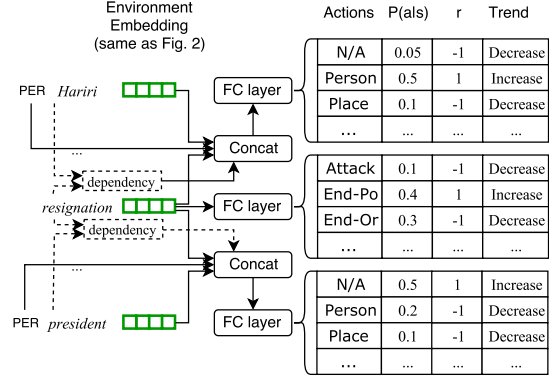 Environment
Embedding
(same as Fig. 2)
Actions P(a|s) r Trend
N/A 0.05 -1 Decrease
Person 0.5 1 Increase
Place 0.1 -1 Decrease
... ... ... ...
FC layer
PER Hariri
...
Concat
dependency
Attack 0.1 -1 Decrease
End-Po 0.4 1 Increase
End-Or 0.3 -1 Decrease
... ... ... ...
resignation
FC layer
dependency
Concat
...
PER president
FC layer
N/A 0.5 1 Increase
Person 0.2 -1 Decrease
Place 0.1 -1 Decrease
... ... ... ...